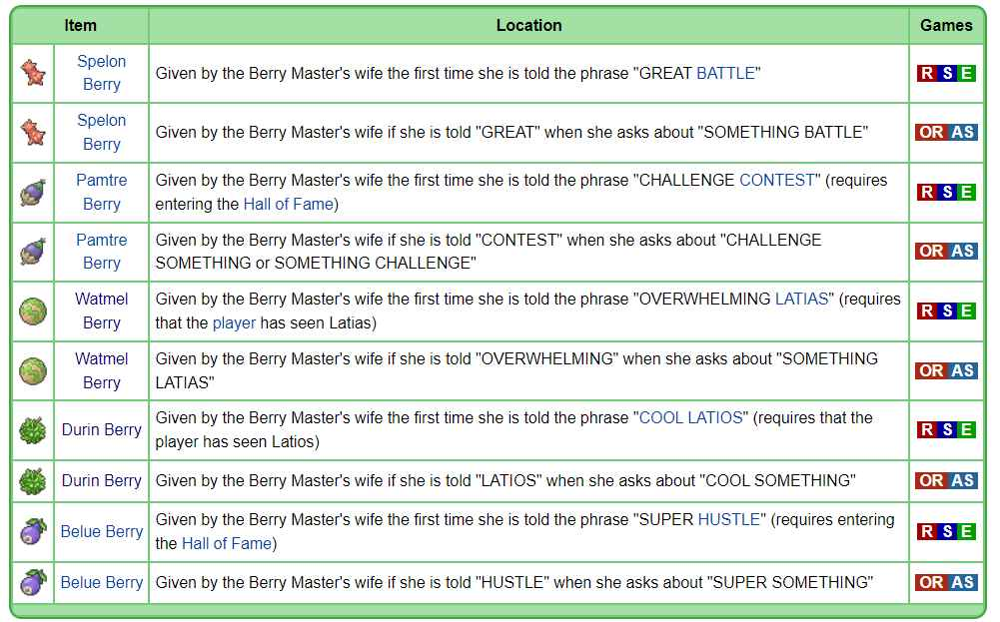 Item Location Games
Spelon
Berry
Given by the Berry Master's wife the first time she is told the phrase "GREAT BATTLE"
R S E
Spelon
Berry
Given by the Berry Master's wife if she is told "GREAT" when she asks about "SOMETHING BATTLE"
OR AS
Pamtre
Berry
Given by the Berry Master's wife the first time she is told the phrase "CHALLENGE CONTEST" (requires
entering the Hall of Fame)
R S E
Pamtre
Berry
Given by the Berry Master's wife if she is told "CONTEST" when she asks about "CHALLENGE
SOMETHING or SOMETHING CHALLENGE"
OR AS
Watmel
Berry
Given by the Berry Master's wife the first time she is told the phrase "OVERWHELMING LATIAS" (requires
that the player has seen Latias)
R S E
Watmel
Berry
Given by the Berry Master's wife if she is told "OVERWHELMING" when she asks about "SOMETHING
LATIAS"
OR AS
Durin Berry
Given by the Berry Master's wife the first time she is told the phrase "COOL LATIOS" (requires that the
player has seen Latios)
R S E
Durin Berry
Given by the Berry Master's wife if she is told "LATIOS" when she asks about "COOL SOMETHING"
OR AS
Belue Berry
Given by the Berry Master's wife the first time she is told the phrase "SUPER HUSTLE" (requires entering
the Hall of Fame)
R S E
Belue Berry
Given by the Berry Master's wife if she is told "HUSTLE" when she asks about "SUPER SOMETHING"
OR AS